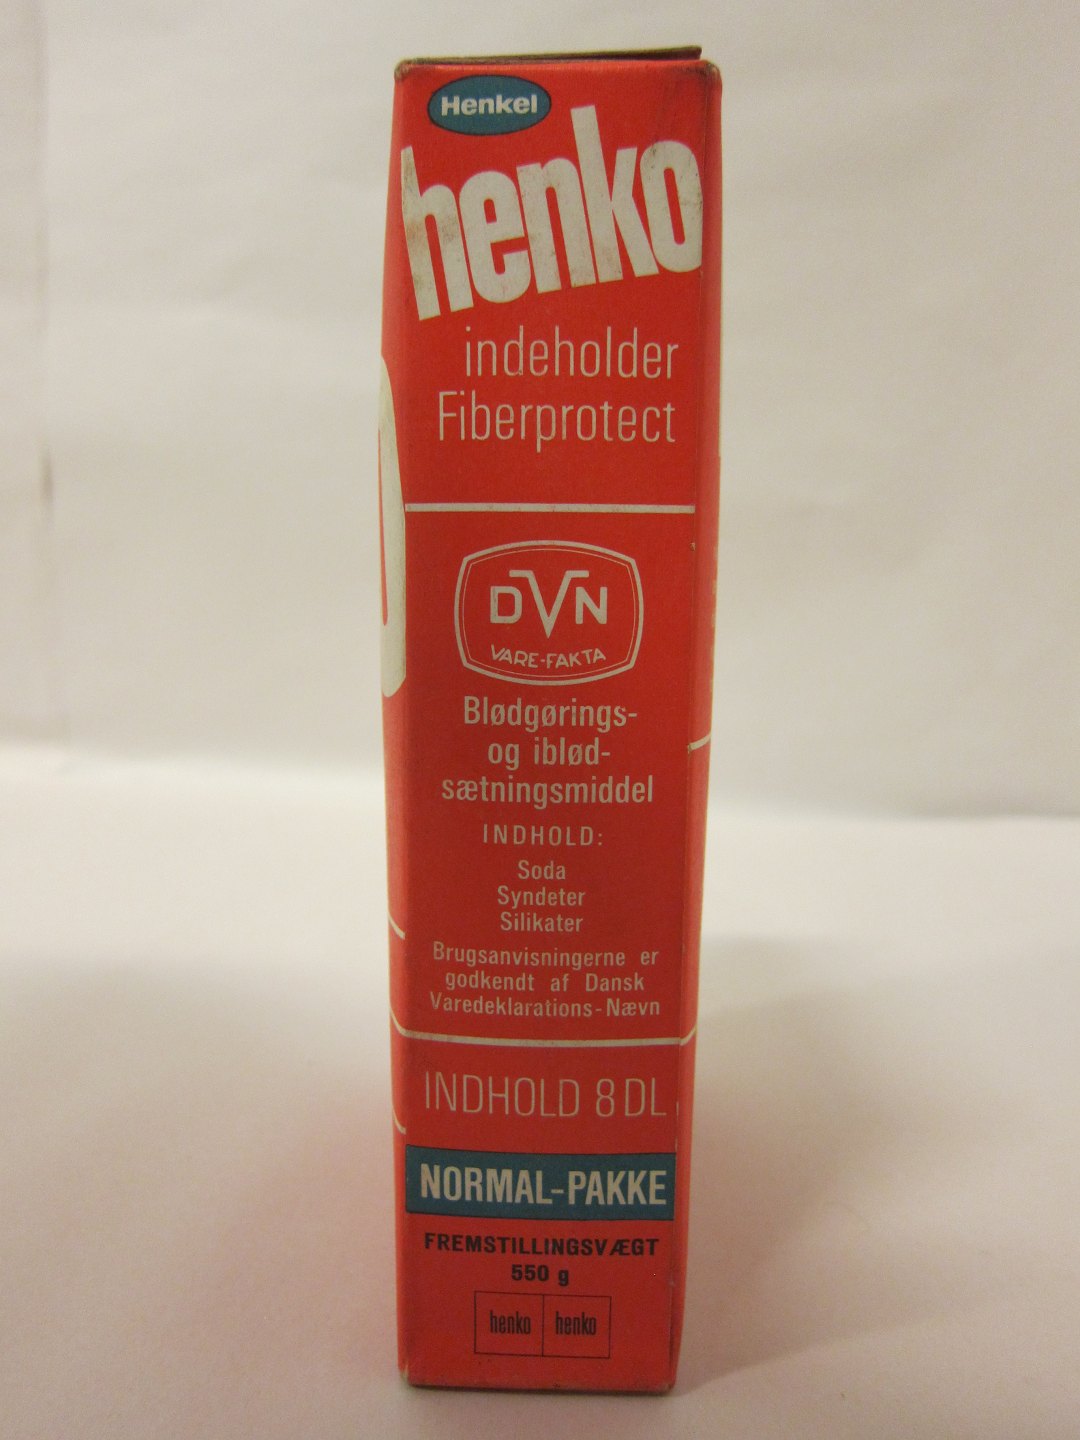 Henkel
henko
indeholder
Fiberprotect
DVN
VARE-FAKTA
Blødgørings-
og iblød-
sætningsmiddel
INDHOLD:
Soda
Syndeter
Silikater
Brugsanvisningerne er
godkendt af Dansk
Varedeklarations-Nævn
INDHOLD 8 DL
NORMAL-PAKKE
FREMSTILLINGSVÆGT
550 g
henko henko